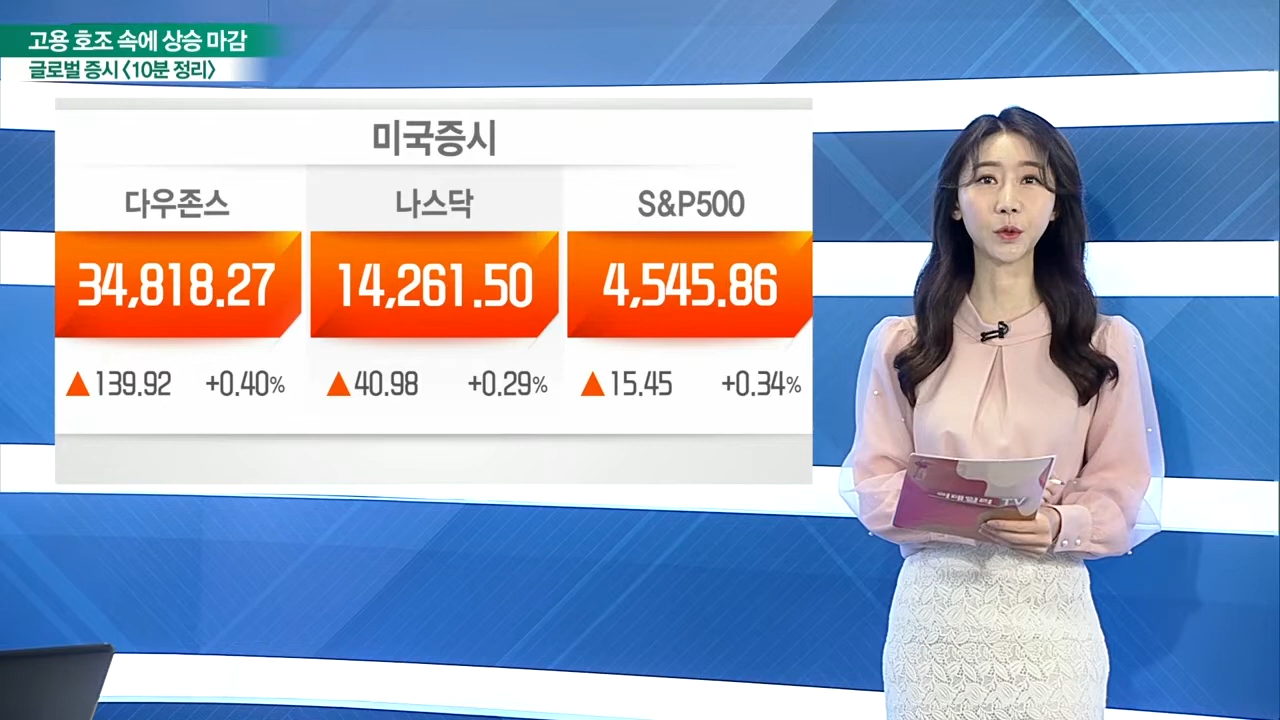 고용 호조 속에 상승 마감
글로벌 증시 <10분 정리>
미국증시
다우존스 나스닥 S&P500
34,818.27 14,261.50 4,545.86
▲139.92 +0.40% ▲40.98 +0.29% ▲15.45 +0.34%